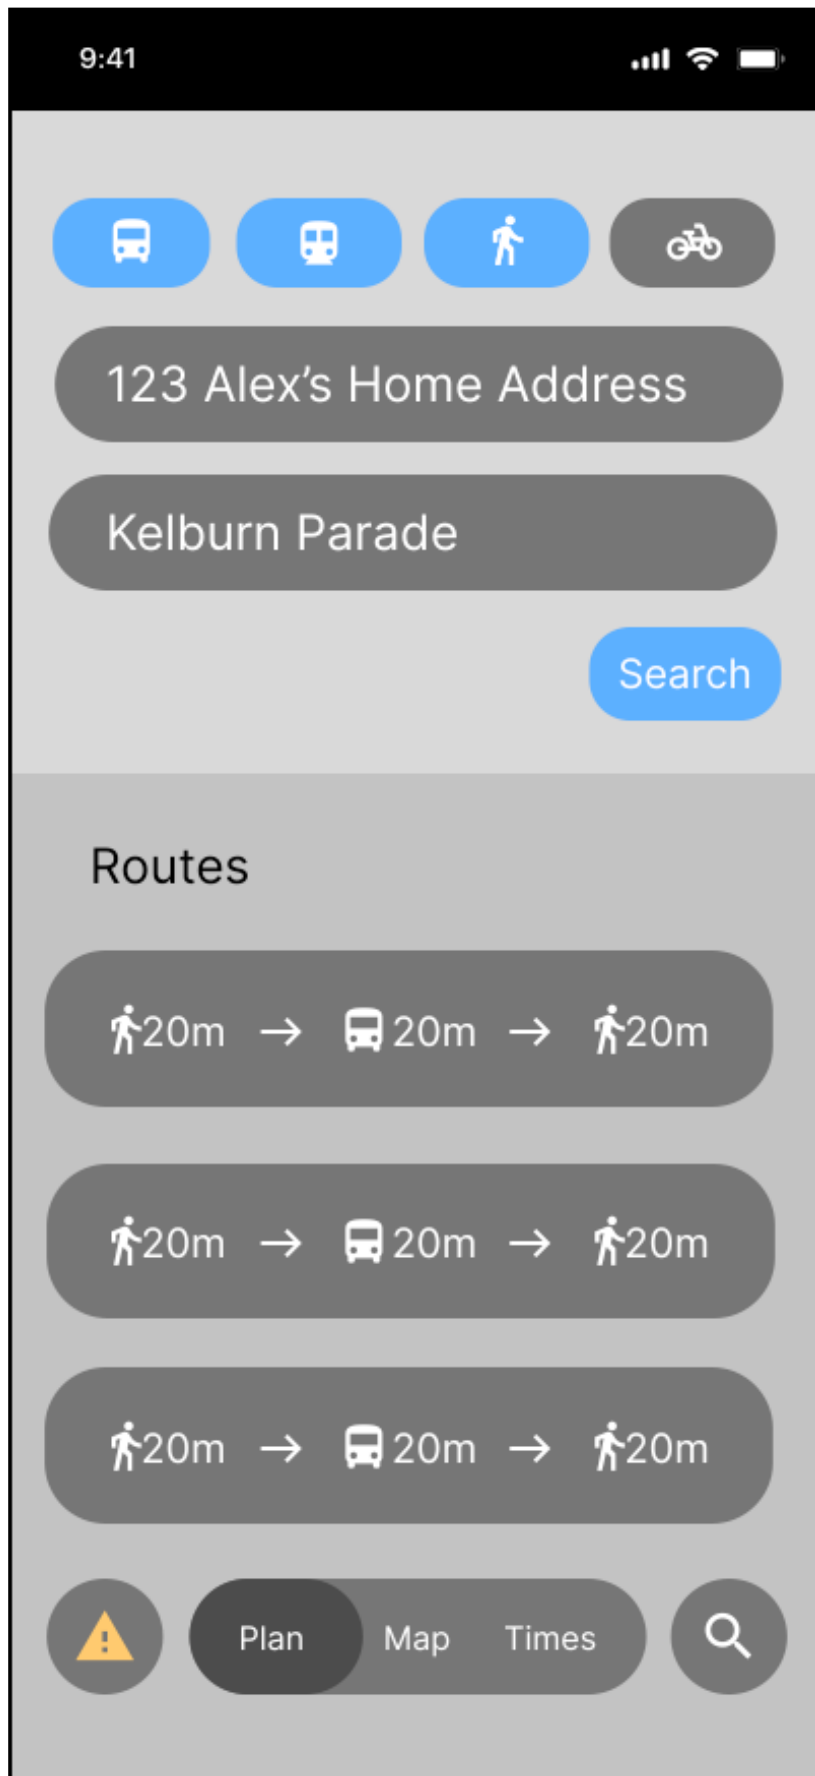 9:41
123 Alex’s Home Address
Kelburn Parade
Search
Routes
20m → 20m → 20m
20m → 20m → 20m
20m → 20m → 20m
Plan Map Times